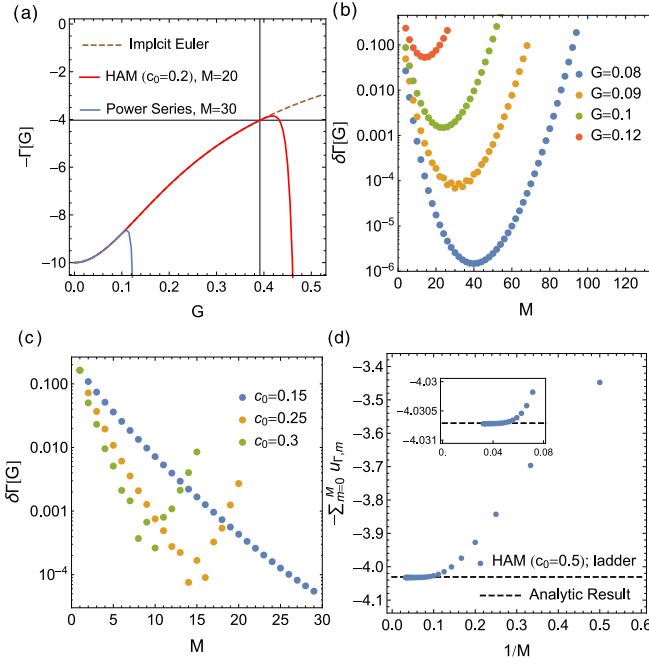 (a)
−4
−6
−8
−10
−Γ[G]
0.0 0.1 0.2 0.3 0.4 0.5
G
Implcit Euler
HAM (c₀=0.2), M=20
Power Series, M=30
(b)
0.100
0.010
0.001
10⁻⁴
10⁻⁵
10⁻⁶
δΓ[G]
0 20 40 60 80 100 120
M
G=0.08
G=0.09
G=0.1
G=0.12
(c)
0.100
0.010
0.001
10⁻⁴
δΓ[G]
0 5 10 15 20 25 30
M
c₀=0.15
c₀=0.25
c₀=0.3
(d)
−3.4
−3.5
−3.6
−3.7
−3.8
−3.9
−4.0
−4.1
−∑ᴹₘ₌₀ u_Γ,m
−4.03
−4.0305
−4.031
0. 0.04 0.08
HAM (c₀=0.5); ladder
Analytic Result
0.0 0.1 0.2 0.3 0.4 0.5 0.6
1/M